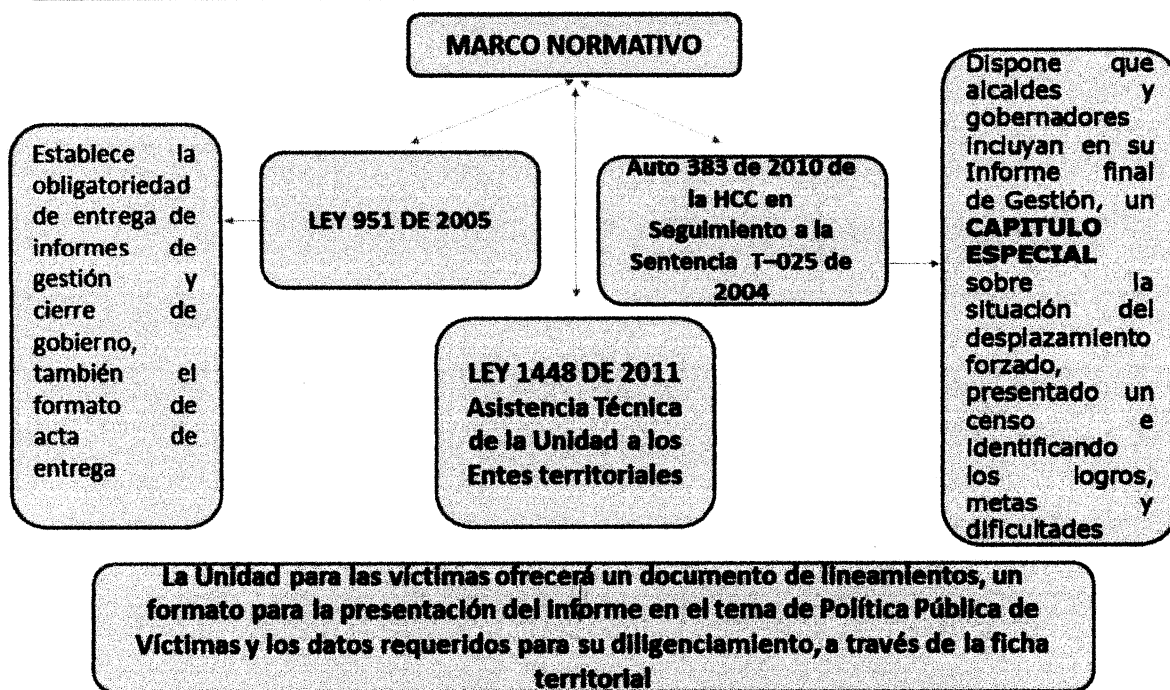 MARCO NORMATIVO
Establece la
obligatoriedad
de entrega de
informes de
gestión y
cierre de
gobierno,
también el
formato de
acta de
entrega
LEY 951 DE 2005
Auto 383 de 2010 de
la HCC en
Seguimiento a la
Sentencia T-025 de
2004
Dispone que
alcaldes y
gobernadores
incluyan en su
Informe final
de Gestión, un
CAPITULO
ESPECIAL
sobre la
situación del
desplazamiento
forzado,
presentado un
censo e
identificando
los logros,
metas y
dificultades
LEY 1448 DE 2011
Asistencia Técnica
de la Unidad a los
Entes territoriales
La Unidad para las víctimas ofrecerá un documento de lineamientos, un
formato para la presentación del informe en el tema de Política Pública de
Víctimas y los datos requeridos para su diligenciamiento, a través de la ficha
territorial